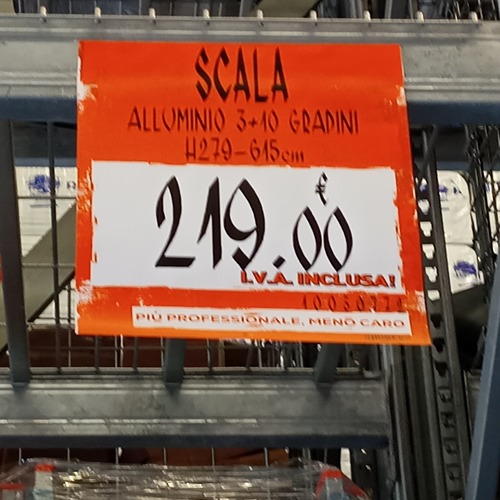 SCALA
ALLUMINIO 3+10 GRADINI
H279-615cm
€
219.00
I.V.A. INCLUSA!
PIÙ PROFESSIONALE, MENO CARO